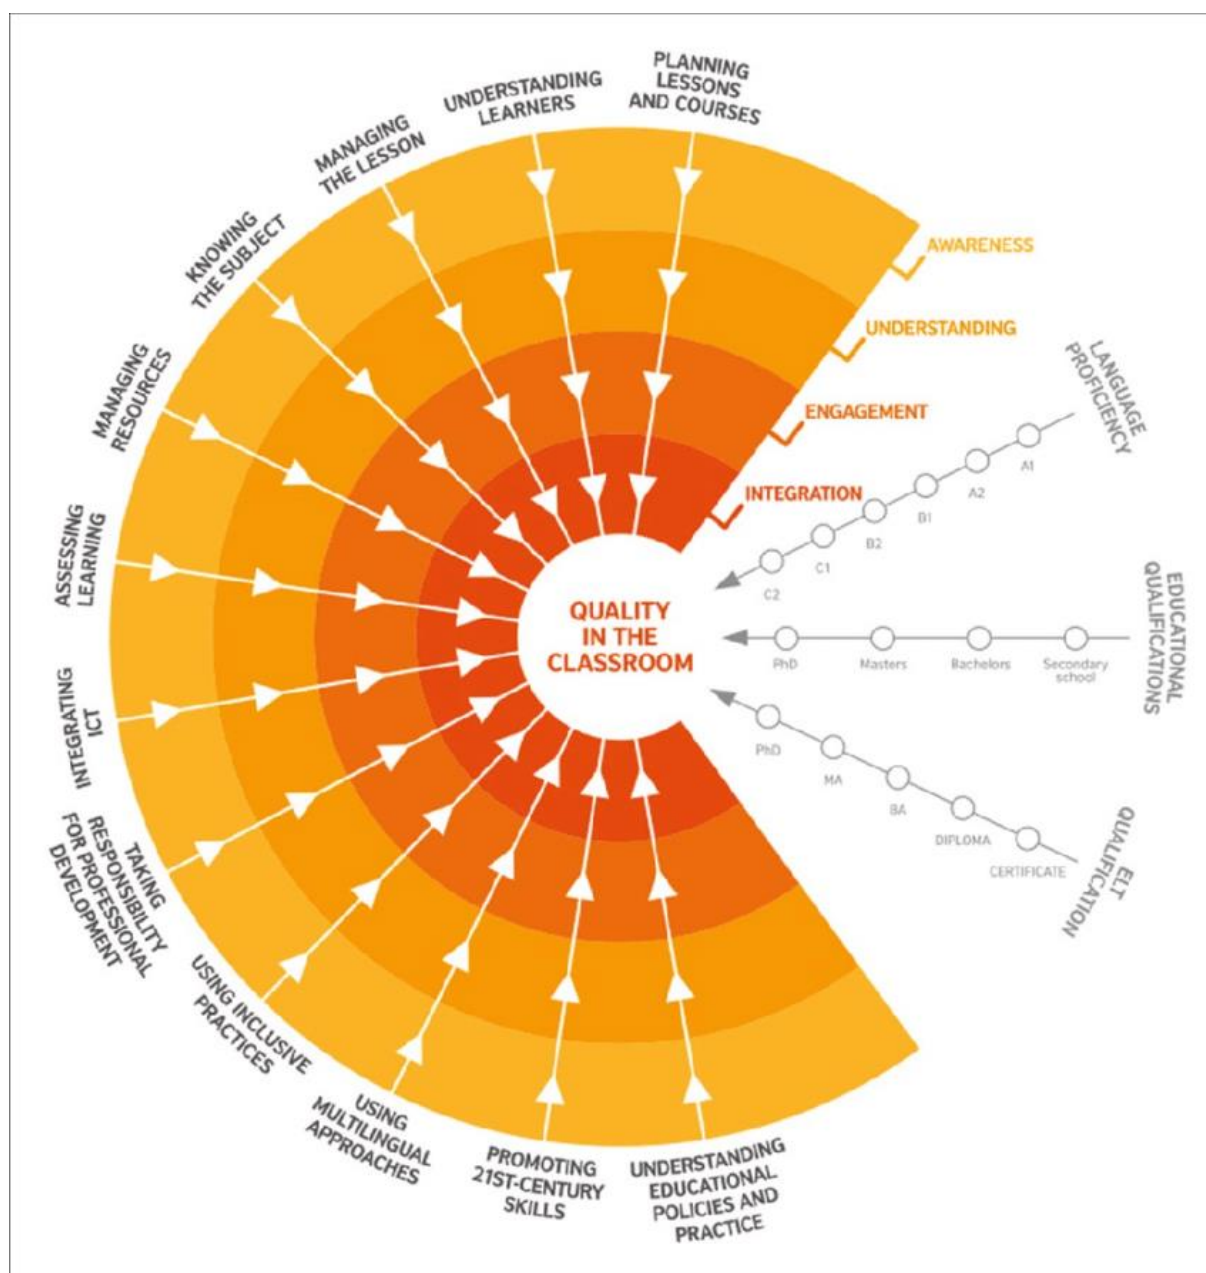 PLANNING
LESSONS
AND COURSES
UNDERSTANDING
LEARNERS
MANAGING
THE LESSON
KNOWING
THE SUBJECT
MANAGING
RESOURCES
ASSESSING
LEARNING
INTEGRATING
ICT
TAKING
RESPONSIBILITY
FOR PROFESSIONAL
DEVELOPMENT
USING INCLUSIVE
PRACTICES
USING
MULTILINGUAL
APPROACHES
PROMOTING
21ST-CENTURY
SKILLS
UNDERSTANDING
EDUCATIONAL
POLICIES AND
PRACTICE
AWARENESS
UNDERSTANDING
ENGAGEMENT
INTEGRATION
QUALITY
IN THE
CLASSROOM
LANGUAGE
PROFICIENCY
A1
A2
B1
B2
C1
C2
EDUCATIONAL
QUALIFICATIONS
PhD
Masters
Bachelors
Secondary
school
PhD
MA
BA
DIPLOMA
CERTIFICATE
ELT
QUALIFICATION